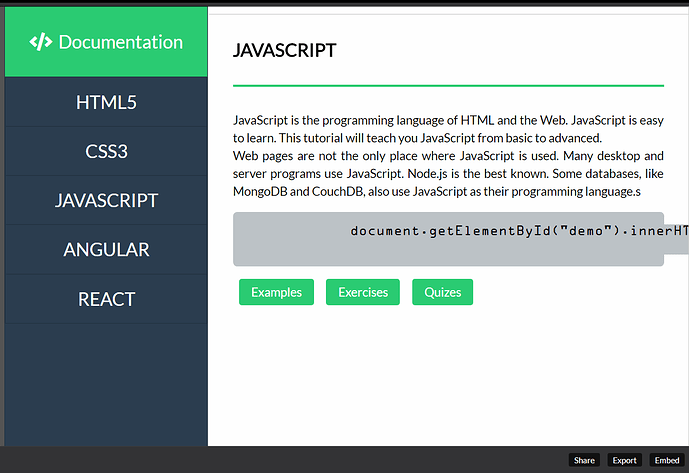 </> Documentation
HTML5
CSS3
JAVASCRIPT
ANGULAR
REACT
JAVASCRIPT
JavaScript is the programming language of HTML and the Web. JavaScript is easy
to learn. This tutorial will teach you JavaScript from basic to advanced.
Web pages are not the only place where JavaScript is used. Many desktop and
server programs use JavaScript. Node.js is the best known. Some databases, like
MongoDB and CouchDB, also use JavaScript as their programming language.s
document.getElementById("demo").innerHT
Examples Exercises Quizes
Share Export Embed